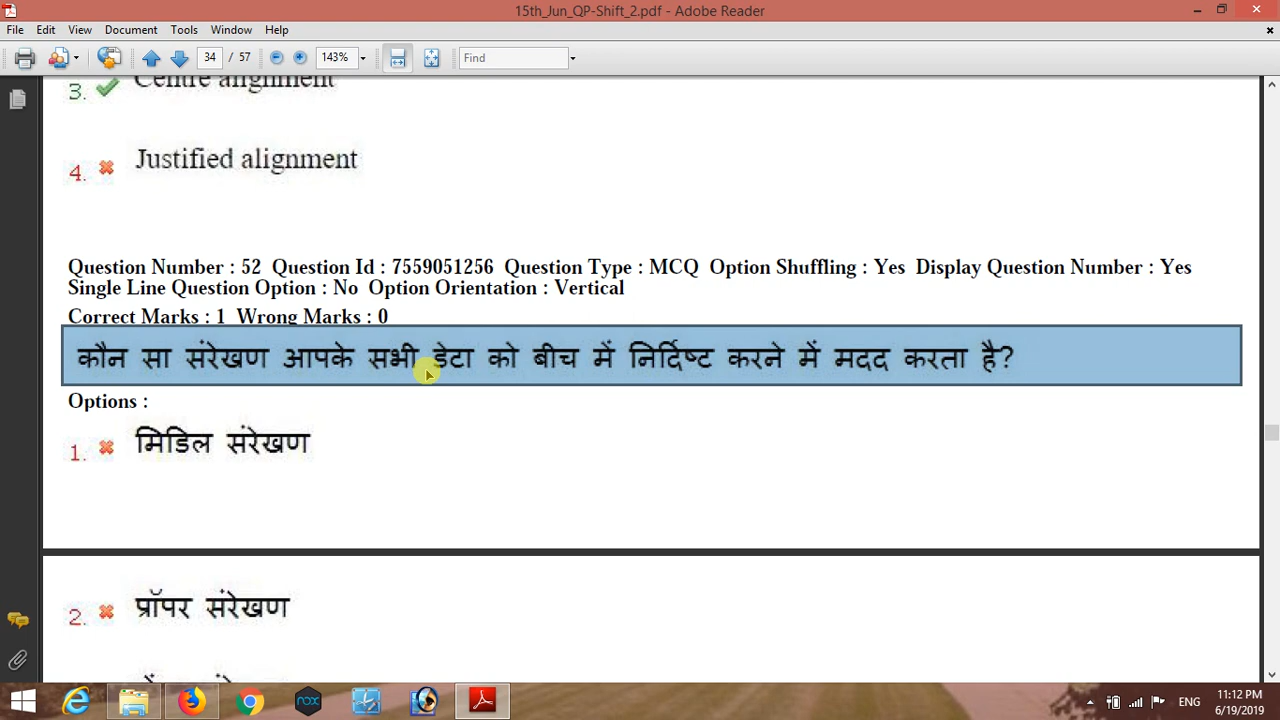 15th_Jun_QP-Shift_2.pdf - Adobe Reader
File Edit View Document Tools Window Help
34 / 57 143% Find
3. Centre alignment
4. Justified alignment
Question Number : 52 Question Id : 7559051256 Question Type : MCQ Option Shuffling : Yes Display Question Number : Yes
Single Line Question Option : No Option Orientation : Vertical
Correct Marks : 1 Wrong Marks : 0
कौन सा संरेखण आपके सभी डेटा को बीच में निर्दिष्ट करने में मदद करता है?
Options :
1. मिडिल संरेखण
2. प्रॉपर संरेखण
nox ENG 11:12 PM
6/19/2019